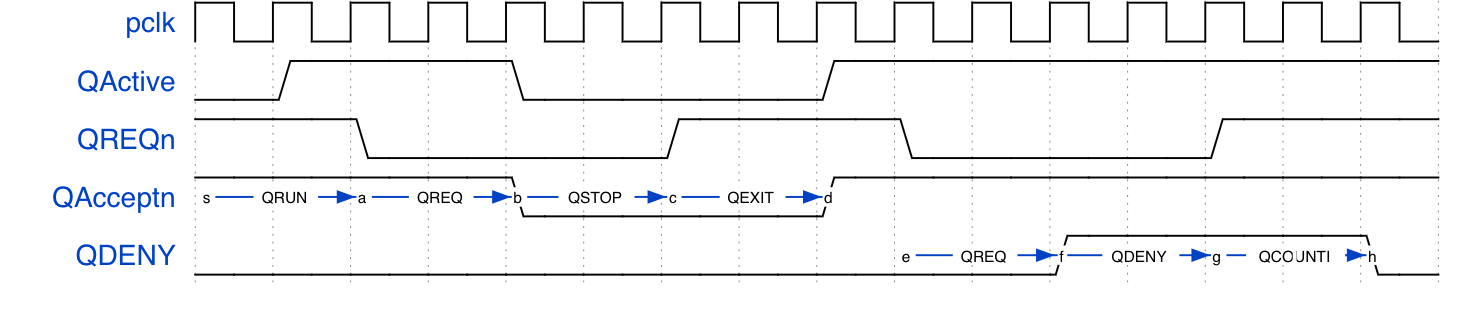 pclk
QActive
QREQn
QAcceptn s QRUN a QREQ b QSTOP c QEXIT d
QDENY e QREQ f QDENY g QCOUNTI h